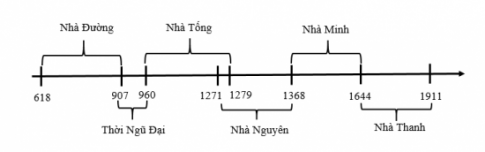 Nhà Đường Nhà Tống Nhà Minh
618 907 960 1271 1279 1368 1644 1911
Thời Ngũ Đại Nhà Nguyên Nhà Thanh